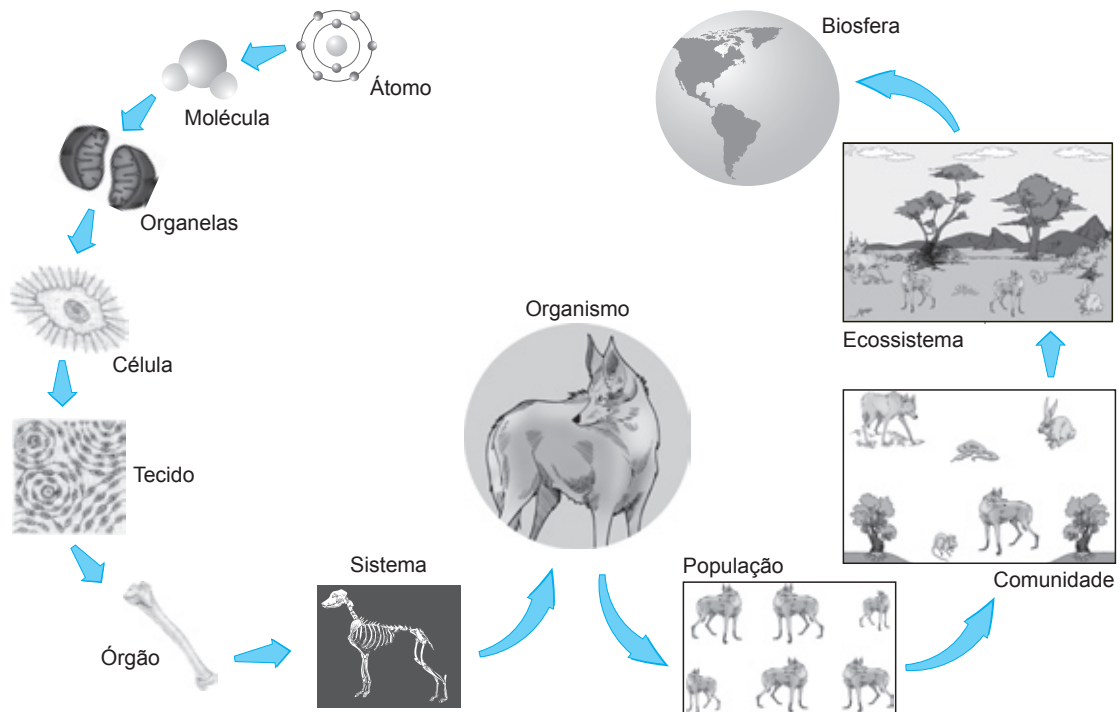 Átomo
Molécula
Organelas
Célula
Tecido
Órgão
Sistema
Organismo
População
Comunidade
Ecossistema
Biosfera